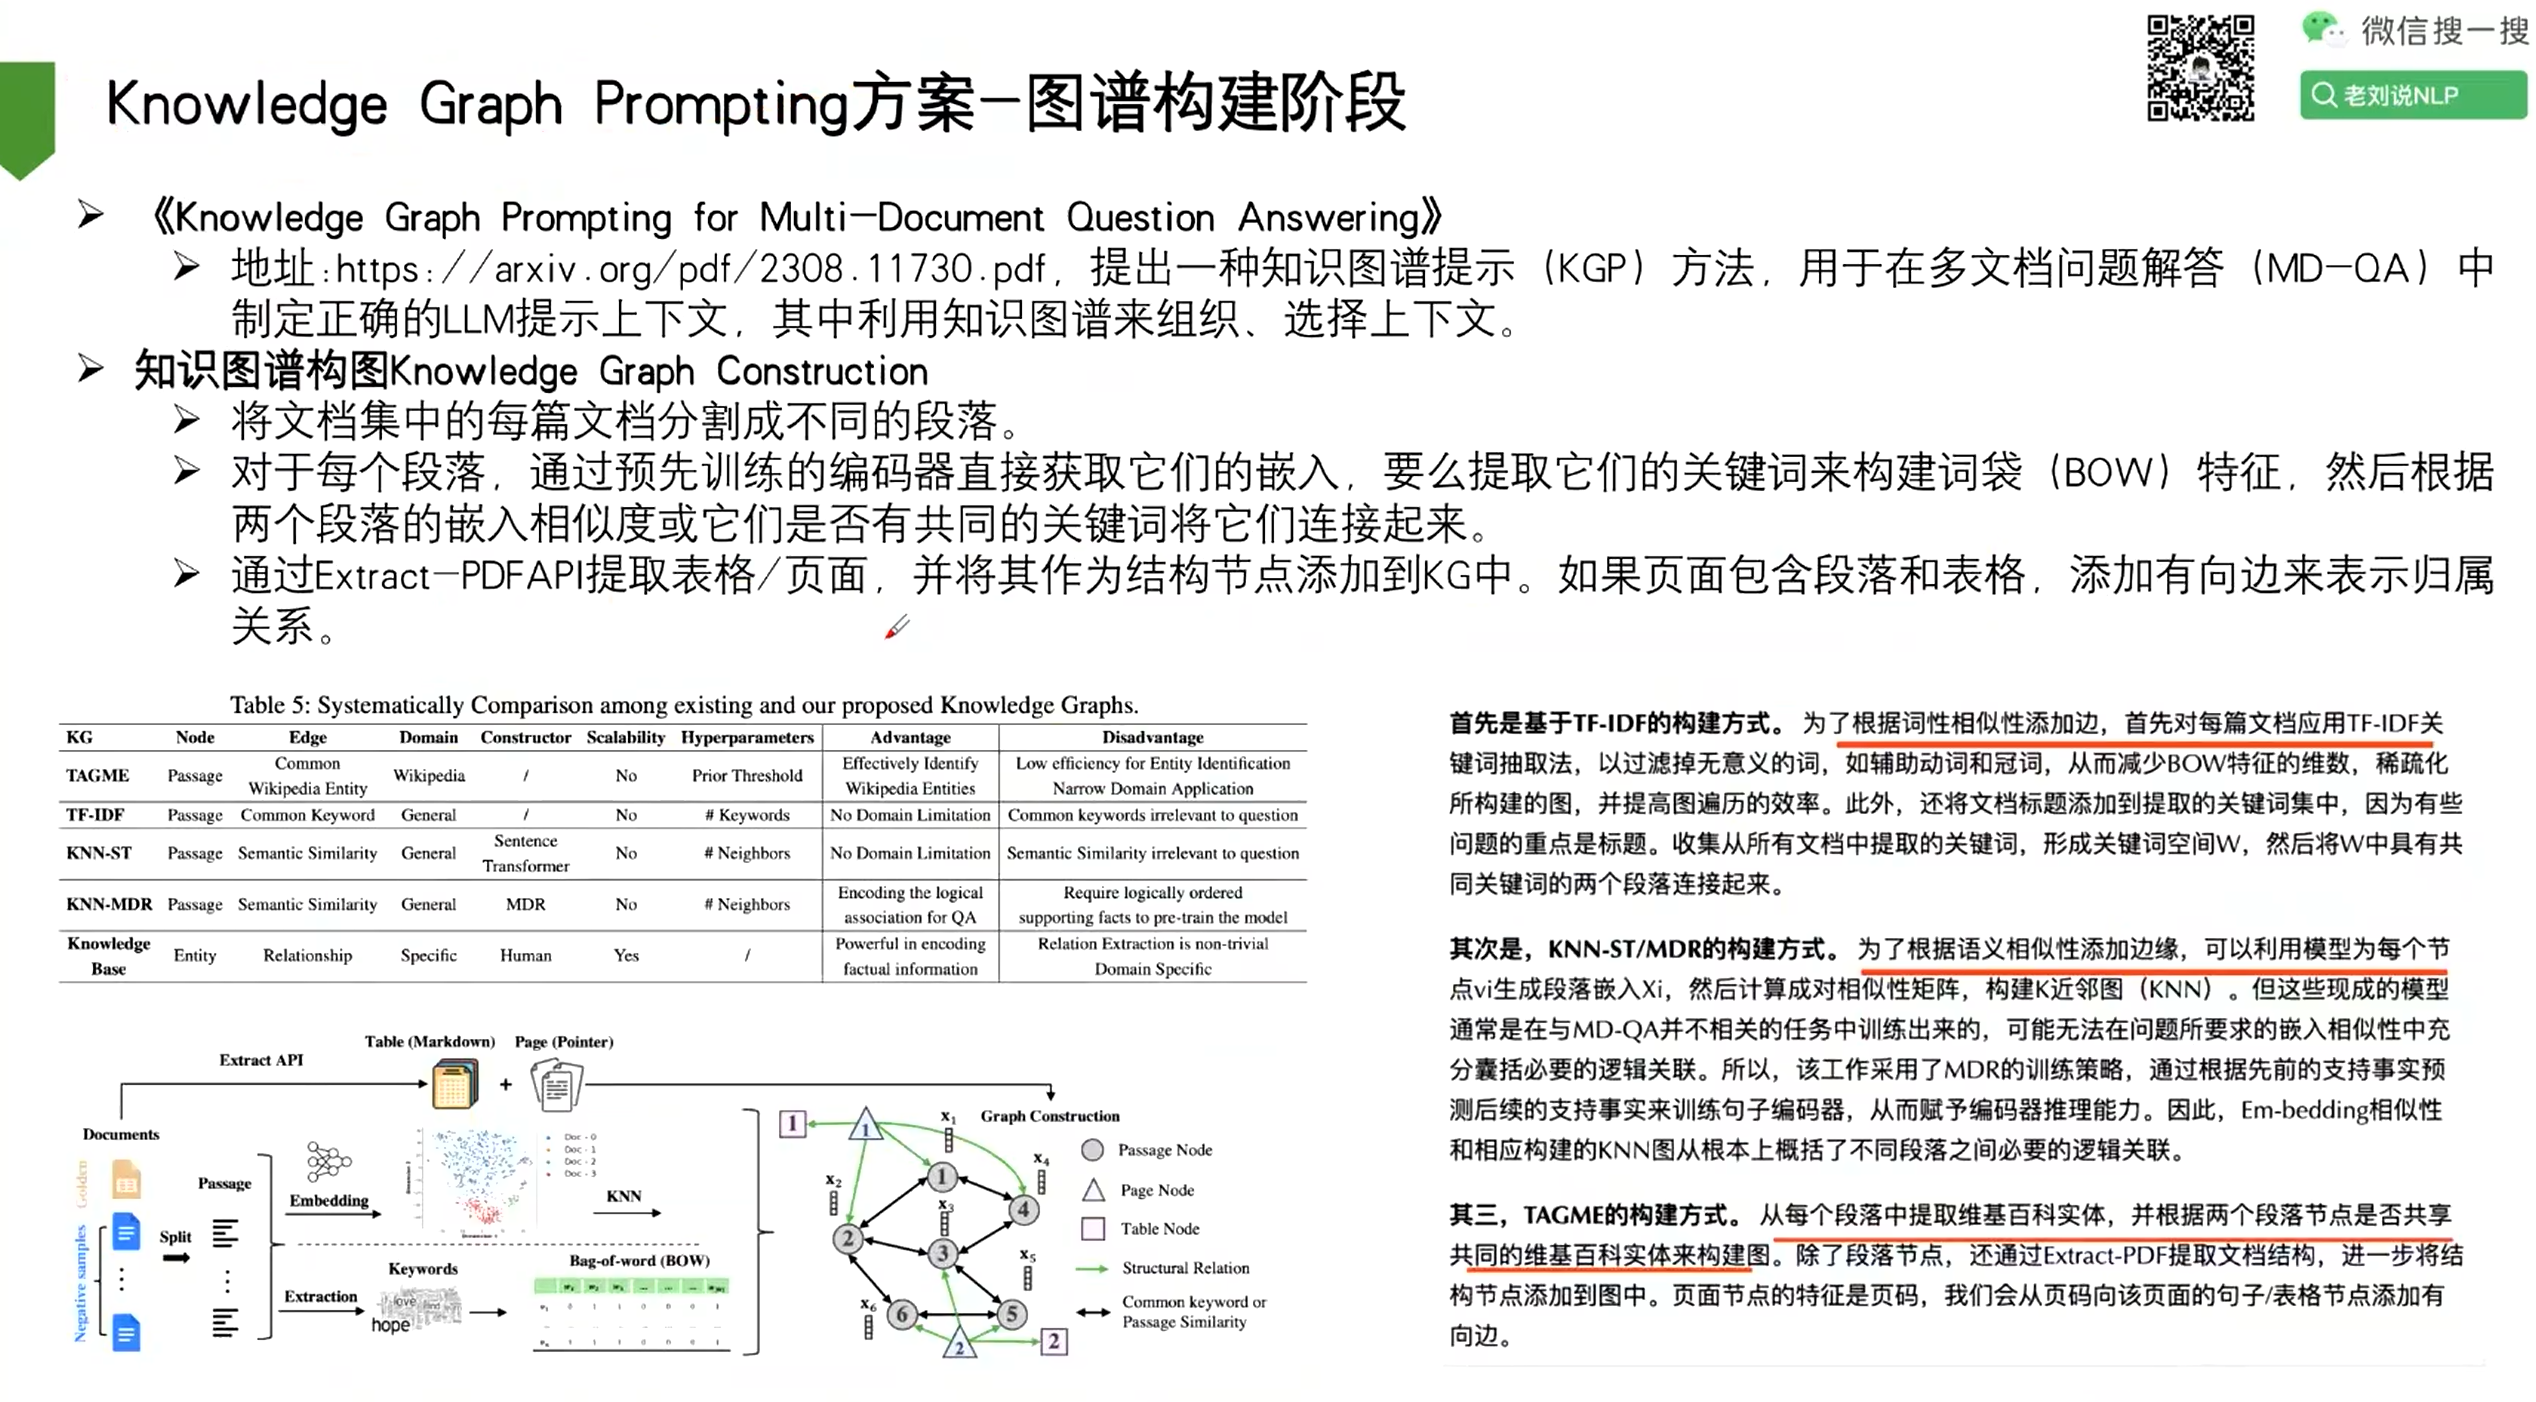 微信搜一搜
老刘说NLP
Knowledge Graph Prompting方案-图谱构建阶段
《Knowledge Graph Prompting for Multi-Document Question Answering》
地址:https://arxiv.org/pdf/2308.11730.pdf，提出一种知识图谱提示（KGP）方法，用于在多文档问题解答（MD-QA）中
制定正确的LLM提示上下文，其中利用知识图谱来组织、选择上下文。
知识图谱构图Knowledge Graph Construction
将文档集中的每篇文档分割成不同的段落。
对于每个段落，通过预先训练的编码器直接获取它们的嵌入，要么提取它们的关键词来构建词袋（BOW）特征，然后根据
两个段落的嵌入相似度或它们是否有共同的关键词将它们连接起来。
通过Extract-PDFAPI提取表格/页面，并将其作为结构节点添加到KG中。如果页面包含段落和表格，添加有向边来表示归属
关系。
Table 5: Systematically Comparison among existing and our proposed Knowledge Graphs.
KG Node Edge Domain Constructor Scalability Hyperparameters Advantage Disadvantage
TAGME Passage Common Wikipedia Entity Wikipedia / No Prior Threshold Effectively Identify Wikipedia Entities Low efficiency for Entity Identification Narrow Domain Application
TF-IDF Passage Common Keyword General / No # Keywords No Domain Limitation Common keywords irrelevant to question
KNN-ST Passage Semantic Similarity General Sentence Transformer No # Neighbors No Domain Limitation Semantic Similarity irrelevant to question
KNN-MDR Passage Semantic Similarity General MDR No # Neighbors Encoding the logical association for QA Require logically ordered supporting facts to pre-train the model
Knowledge Base Entity Relationship Specific Human Yes / Powerful in encoding factual information Relation Extraction is non-trivial Domain Specific
Extract API
Table (Markdown) + Page (Pointer)
Documents
Golden
Negative samples
Split
Passage
Embedding
Doc - 0
Doc - 1
Doc - 2
Doc - 3
KNN
Extraction
Keywords
love
hope
Bag-of-word (BOW)
Graph Construction
1
1
x1
1
x4
4
x2
2
x3
3
x5
5
x6
6
2
2
Passage Node
Page Node
Table Node
Structural Relation
Common keyword or
Passage Similarity
首先是基于TF-IDF的构建方式。 为了根据词性相似性添加边，首先对每篇文档应用TF-IDF关
键词抽取法，以过滤掉无意义的词，如辅助动词和冠词，从而减少BOW特征的维数，稀疏化
所构建的图，并提高图遍历的效率。此外，还将文档标题添加到提取的关键词集中，因为有些
问题的重点是标题。收集从所有文档中提取的关键词，形成关键词空间W，然后将W中具有共
同关键词的两个段落连接起来。
其次是，KNN-ST/MDR的构建方式。 为了根据语义相似性添加边缘，可以利用模型为每个节
点vi生成段落嵌入Xi，然后计算成对相似性矩阵，构建K近邻图（KNN）。但这些现成的模型
通常是在与MD-QA并不相关的任务中训练出来的，可能无法在问题所要求的嵌入相似性中充
分囊括必要的逻辑关联。所以，该工作采用了MDR的训练策略，通过根据先前的支持事实预
测后续的支持事实来训练句子编码器，从而赋予编码器推理能力。因此，Em-bedding相似性
和相应构建的KNN图从根本上概括了不同段落之间必要的逻辑关联。
其三，TAGME的构建方式。 从每个段落中提取维基百科实体，并根据两个段落节点是否共享
共同的维基百科实体来构建图。除了段落节点，还通过Extract-PDF提取文档结构，进一步将结
构节点添加到图中。页面节点的特征是页码，我们会从页码向该页面的句子/表格节点添加有
向边。